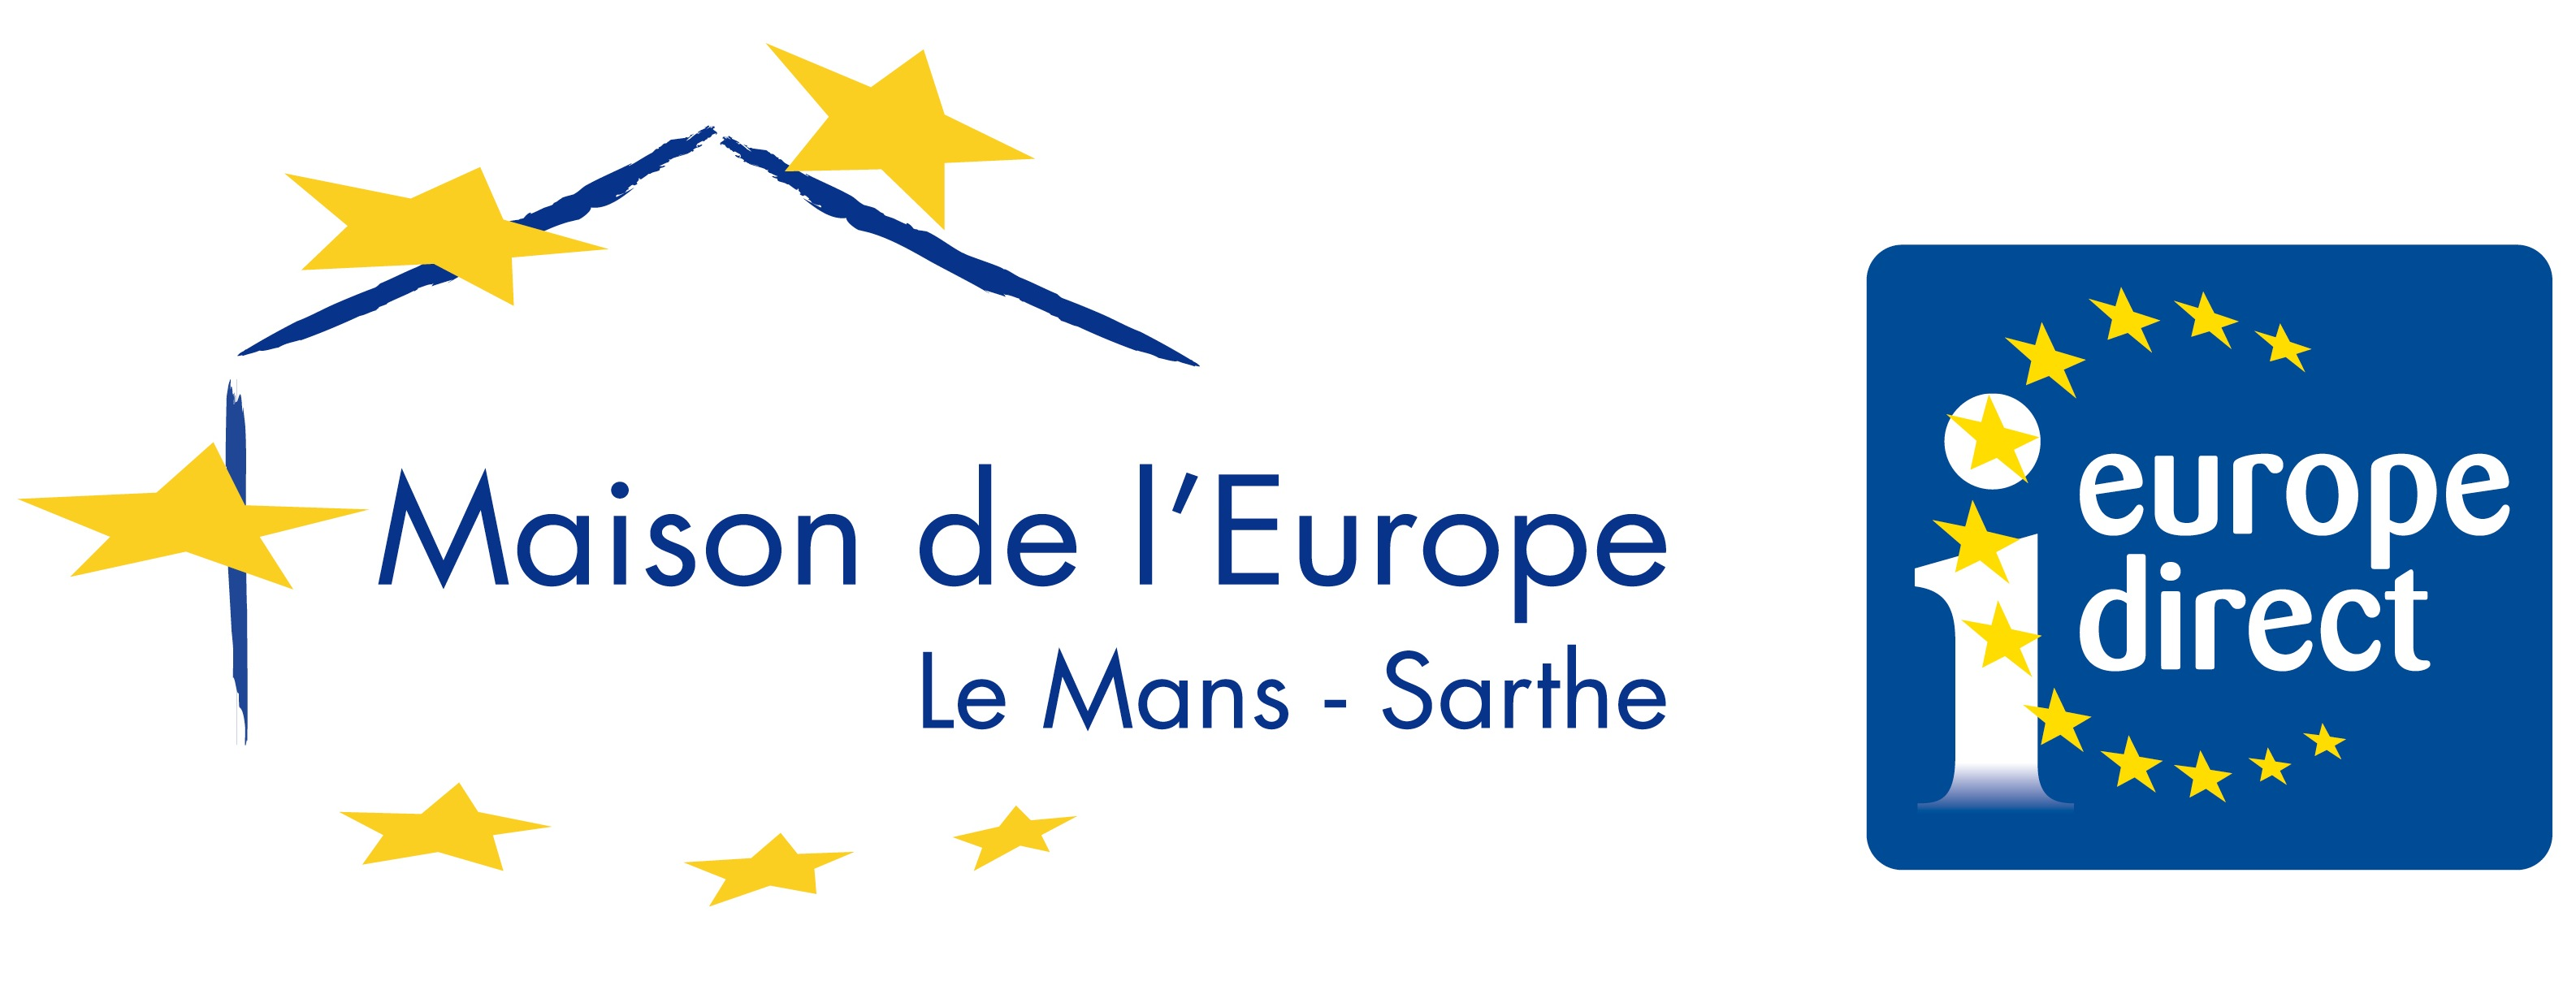 Maison de l’Europe
Le Mans - Sarthe
i
europe
direct